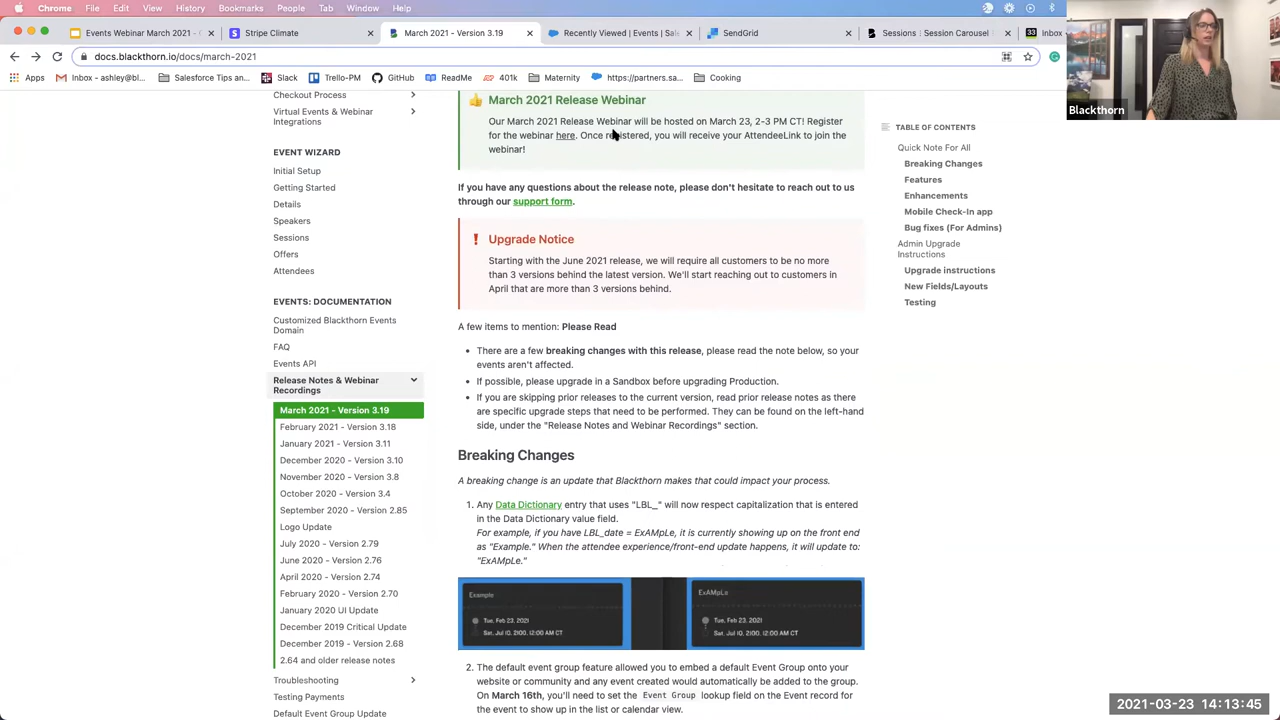 Chrome
File
Edit
View
History
Bookmarks
People
Tab
Window
Help
Events Webinar March 2021 -
Stripe Climate
March 2021 - Version 3.19
Recently Viewed | Events | Sal
SendGrid
Sessions | Session Carousel |
Inbo
docs.blackthorn.io/docs/march-2021
Apps
Inbox - ashley@bl...
Salesforce Tips an...
Slack
Trello-PM
GitHub
ReadMe
401k
Maternity
https://partners.sa...
Cooking
Blackthorn
Checkout Process
Virtual Events & Webinar
Integrations
EVENT WIZARD
Initial Setup
Getting Started
Details
Speakers
Sessions
Offers
Attendees
EVENTS: DOCUMENTATION
Customized Blackthorn Events
Domain
FAQ
Events API
Release Notes & Webinar
Recordings
March 2021 - Version 3.19
February 2021 - Version 3.18
January 2021 - Version 3.11
December 2020 - Version 3.10
November 2020 - Version 3.8
October 2020 - Version 3.4
September 2020 - Version 2.85
Logo Update
July 2020 - Version 2.79
June 2020 - Version 2.76
April 2020 - Version 2.74
February 2020 - Version 2.70
January 2020 UI Update
December 2019 Critical Update
December 2019 - Version 2.68
2.64 and older release notes
Troubleshooting
Testing Payments
Default Event Group Update
March 2021 Release Webinar
Our March 2021 Release Webinar will be hosted on March 23, 2-3 PM CT! Register
for the webinar here. Once registered, you will receive your AttendeeLink to join the
webinar!
If you have any questions about the release note, please don't hesitate to reach out to us
through our support form.
Upgrade Notice
Starting with the June 2021 release, we will require all customers to be no more
than 3 versions behind the latest version. We'll start reaching out to customers in
April that are more than 3 versions behind.
A few items to mention: Please Read
• There are a few breaking changes with this release, please read the note below, so your
events aren't affected.
• If possible, please upgrade in a Sandbox before upgrading Production.
• If you are skipping prior releases to the current version, read prior release notes as there
are specific upgrade steps that need to be performed. They can be found on the left-hand
side, under the "Release Notes and Webinar Recordings" section.
Breaking Changes
A breaking change is an update that Blackthorn makes that could impact your process.
1. Any Data Dictionary entry that uses "LBL_" will now respect capitalization that is entered
in the Data Dictionary value field.
For example, if you have LBL_date = ExAMpLe, it is currently showing up on the front end
as "Example." When the attendee experience/front-end update happens, it will update to:
"ExAMpLe."
Example
Tue, Feb 23, 2021
Sat, Jul 10, 2100, 12:00 AM CT
ExAMpLe
Tue, Feb 23, 2021
Sat, Jul 10, 2100, 12:00 AM CT
2. The default event group feature allowed you to embed a default Event Group onto your
website or community and any event created would automatically be added to the group.
On March 16th, you'll need to set the Event Group lookup field on the Event record for
the event to show up in the list or calendar view.
TABLE OF CONTENTS
Quick Note For All
Breaking Changes
Features
Enhancements
Mobile Check-In app
Bug fixes (For Admins)
Admin Upgrade
Instructions
Upgrade instructions
New Fields/Layouts
Testing
2021-03-23 14:13:45